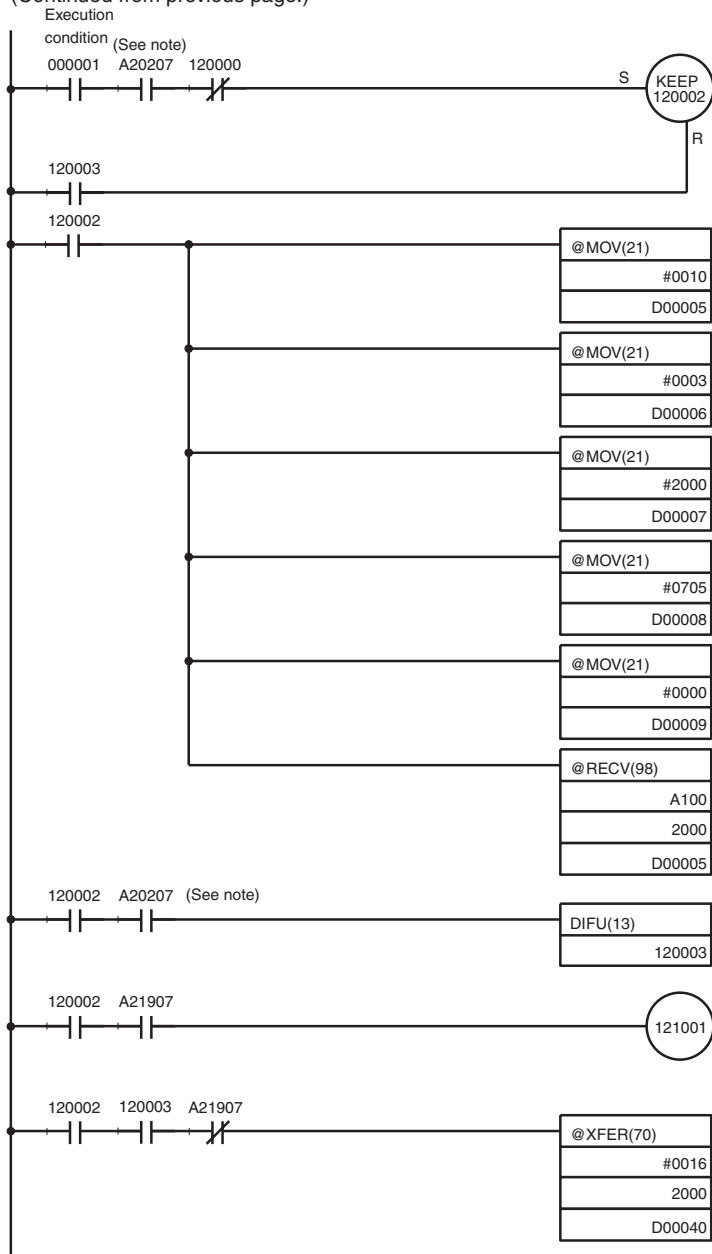 (Continued from previous page.)
Execution
condition (See note)
000001 A20207 120000
S KEEP
120002
R
120003
120002
@MOV(21)
#0010
D00005
@MOV(21)
#0003
D00006
@MOV(21)
#2000
D00007
@MOV(21)
#0705
D00008
@MOV(21)
#0000
D00009
@RECV(98)
A100
2000
D00005
120002 A20207 (See note)
DIFU(13)
120003
120002 A21907
121001
120002 120003 A21907
@XFER(70)
#0016
2000
D00040